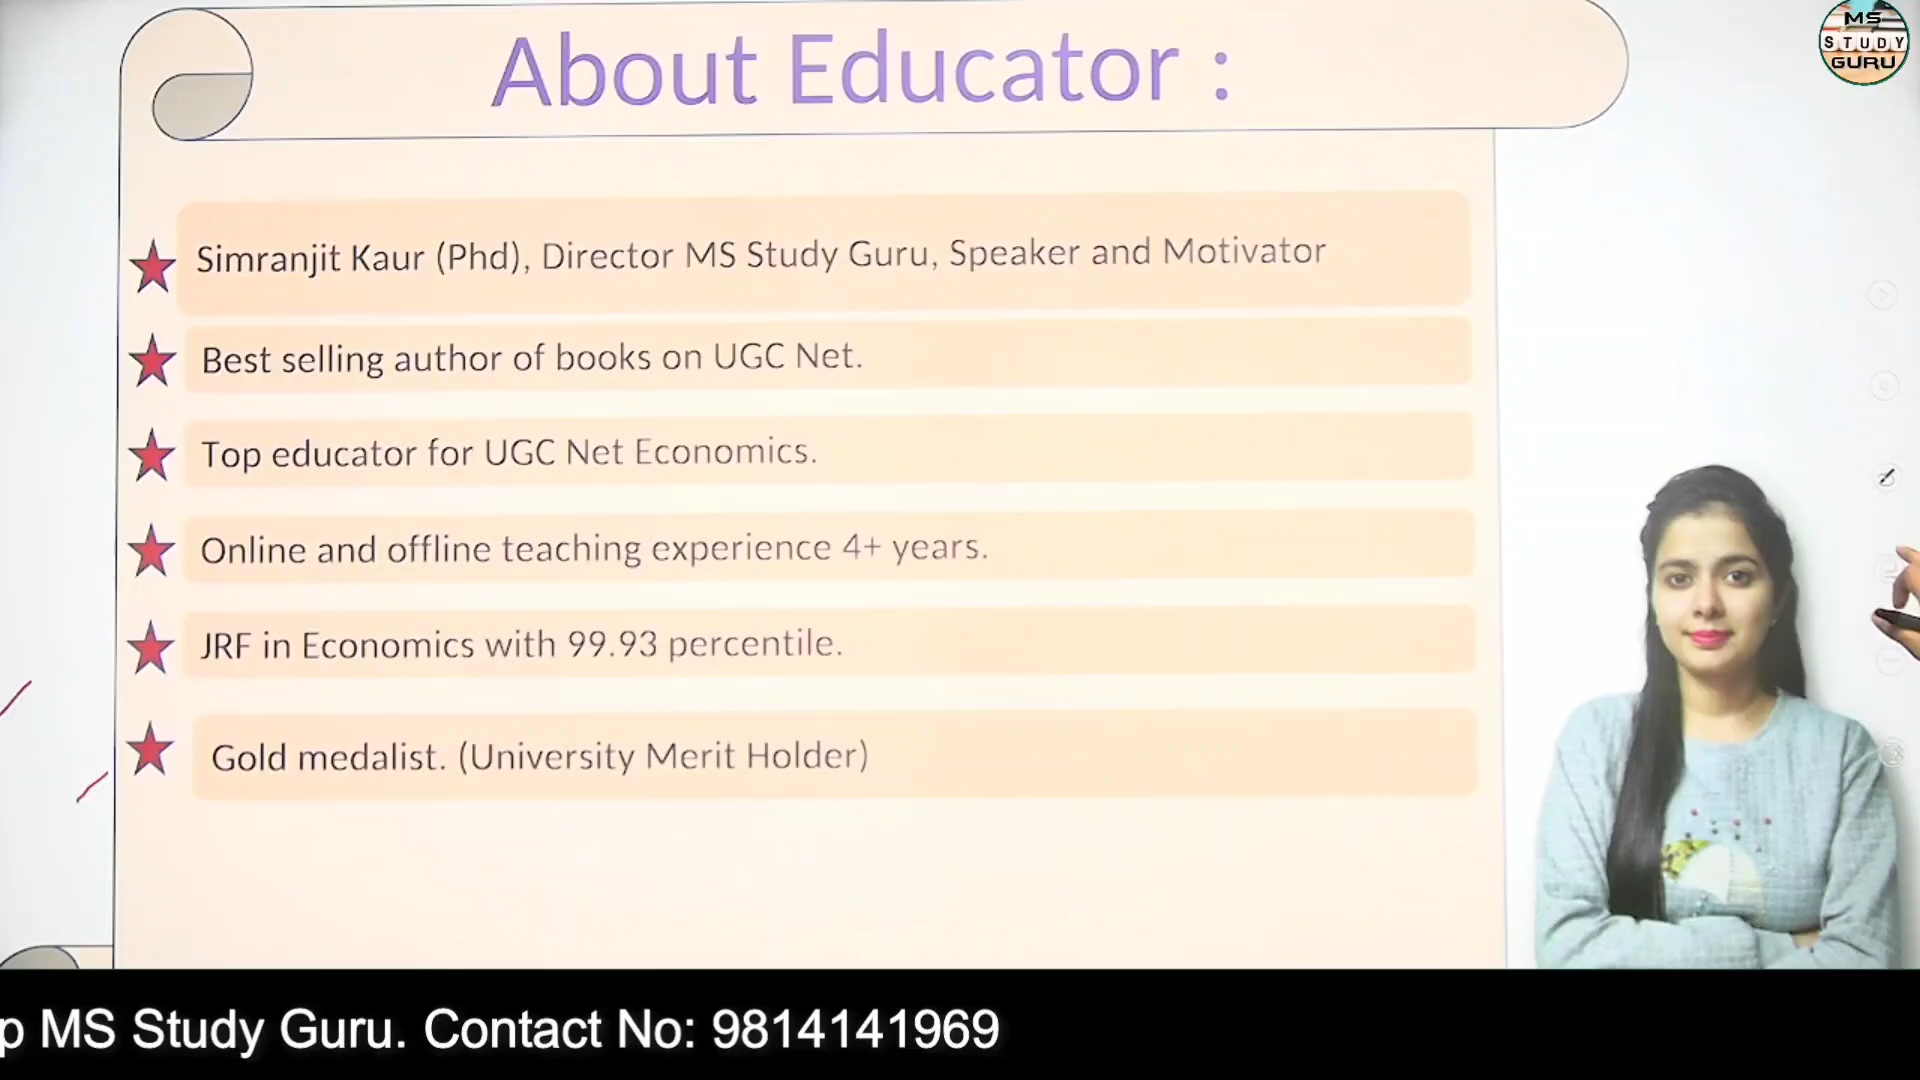 About Educator :
MS
STUDY
GURU
Simranjit Kaur (Phd), Director MS Study Guru, Speaker and Motivator
Best selling author of books on UGC Net.
Top educator for UGC Net Economics.
Online and offline teaching experience 4+ years.
JRF in Economics with 99.93 percentile.
Gold medalist. (University Merit Holder)
p MS Study Guru. Contact No: 9814141969